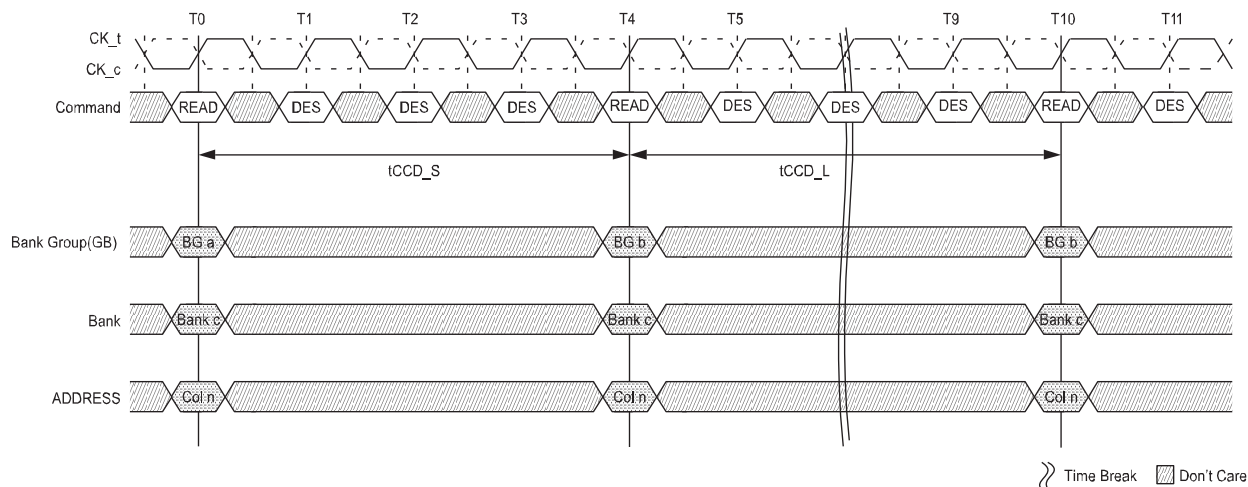 T0 T1 T2 T3 T4 T5 T9 T10 T11
CK_t
CK_c
Command READ DES DES DES READ DES DES DES READ DES
tCCD_S tCCD_L
Bank Group(GB) BG a BG b BG b
Bank Bank c Bank c Bank c
ADDRESS Col n Col n Col n
Time Break Don't Care